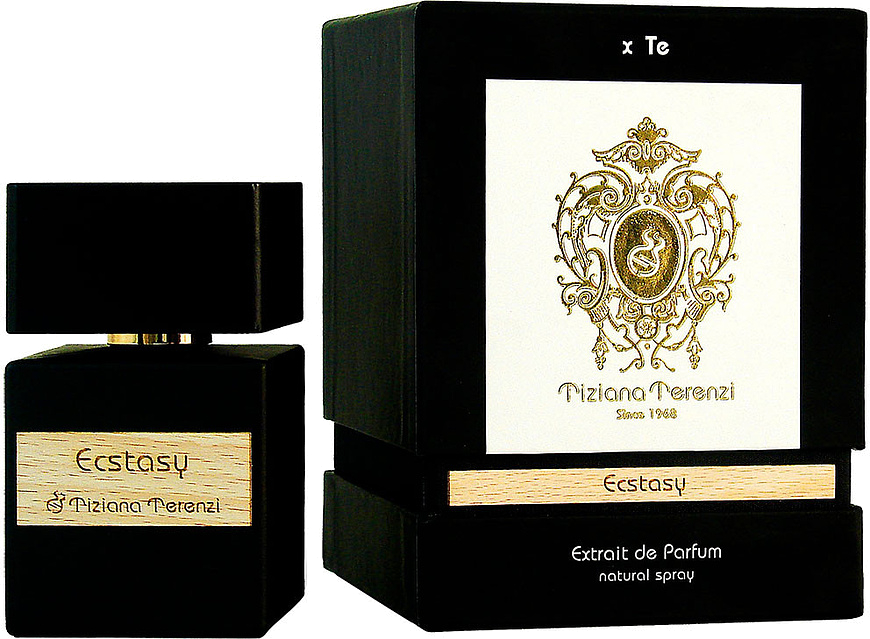 x Te
Tiziana Terenzi
Since 1968
Ecstasy
Extrait de Parfum
natural spray
Ecstasy
Tiziana Terenzi